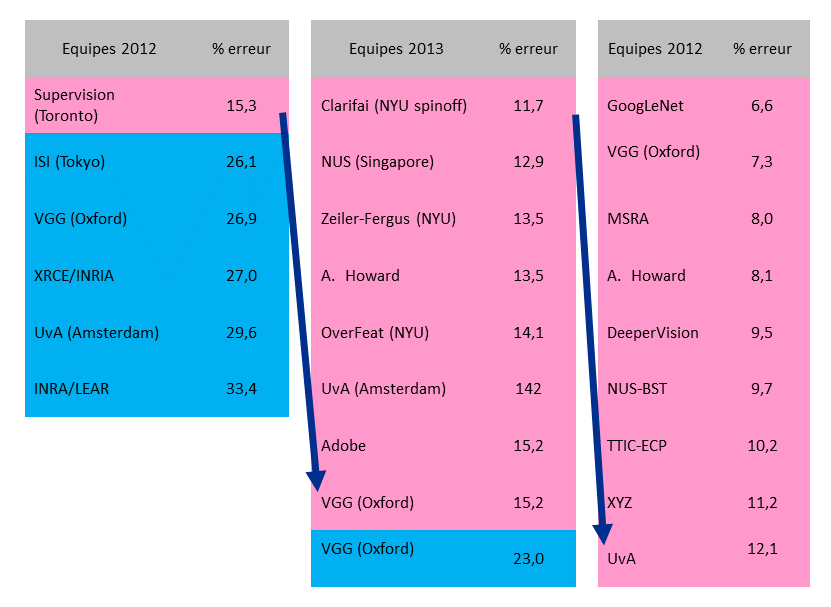 Equipes 2012 % erreur
Supervision
(Toronto) 15,3
ISI (Tokyo) 26,1
VGG (Oxford) 26,9
XRCE/INRIA 27,0
UvA (Amsterdam) 29,6
INRA/LEAR 33,4
Equipes 2013 % erreur
Clarifai (NYU spinoff) 11,7
NUS (Singapore) 12,9
Zeiler-Fergus (NYU) 13,5
A. Howard 13,5
OverFeat (NYU) 14,1
UvA (Amsterdam) 142
Adobe 15,2
VGG (Oxford) 15,2
VGG (Oxford) 23,0
Equipes 2012 % erreur
GoogLeNet 6,6
VGG (Oxford) 7,3
MSRA 8,0
A. Howard 8,1
DeeperVision 9,5
NUS-BST 9,7
TTIC-ECP 10,2
XYZ 11,2
UvA 12,1